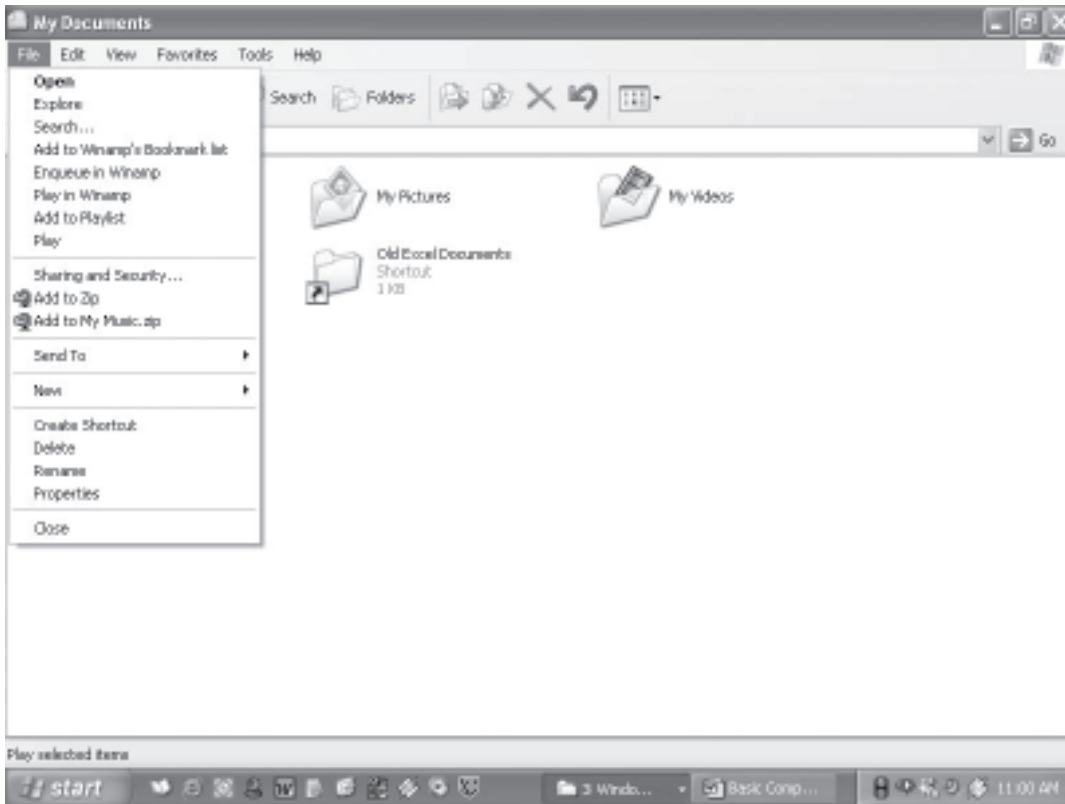 My Documents
File Edit View Favorites Tools Help
Open
Explore
Search...
Add to Winamp's Bookmark list
Enqueue in Winamp
Play in Winamp
Add to Playlist
Play
Sharing and Security...
Add to Zip
Add to My Music.zip
Send To
New
Create Shortcut
Delete
Rename
Properties
Close
Search Folders
Go
My Pictures
My Videos
Old Excel Documents
Shortcut
1 KB
Play selected items
start
3 Windo...
Basic Comp...
11:00 AM